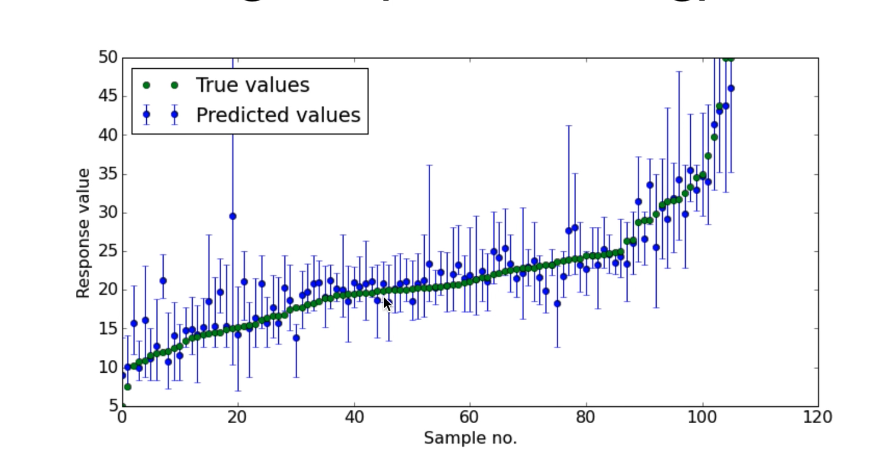 50
45
40
35
30
25
20
15
10
5
Response value
True values
Predicted values
0 20 40 60 80 100 120
Sample no.